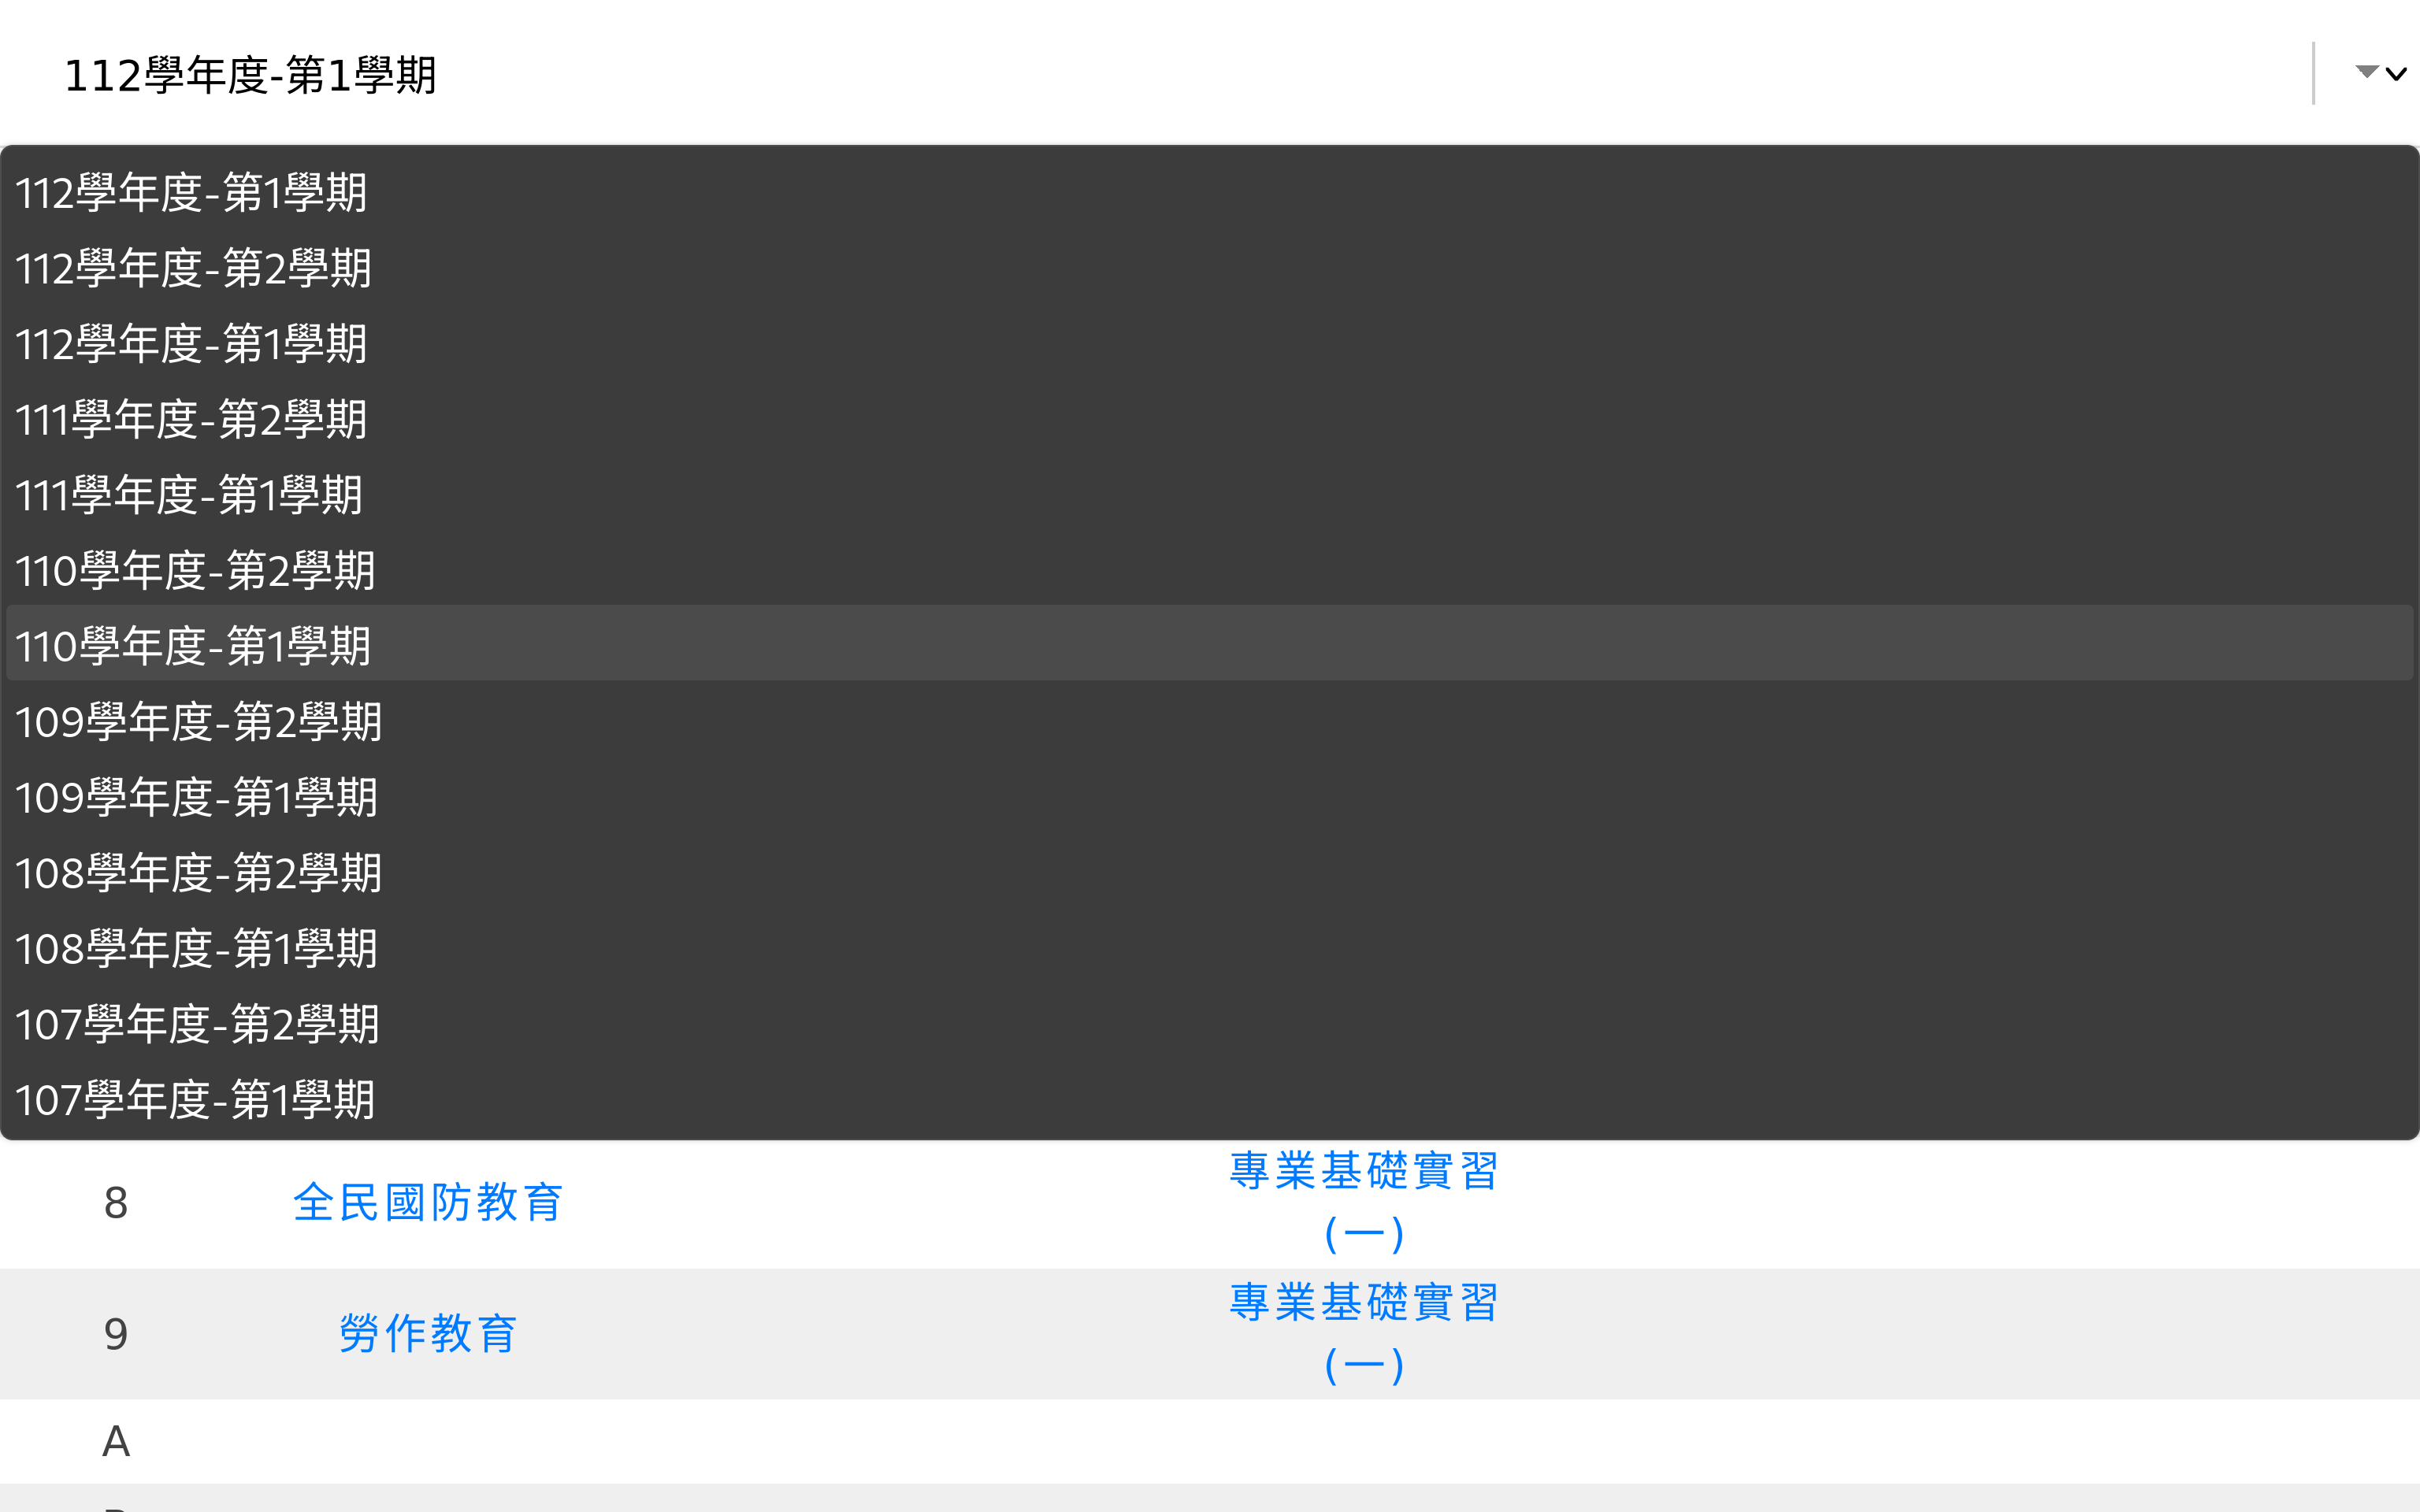 112學年度-第1學期
112學年度-第1學期
112學年度-第2學期
112學年度-第1學期
111學年度-第2學期
111學年度-第1學期
110學年度-第2學期
110學年度-第1學期
109學年度-第2學期
109學年度-第1學期
108學年度-第2學期
108學年度-第1學期
107學年度-第2學期
107學年度-第1學期
8 全民國防教育 專業基礎實習
(一)
9 勞作教育 專業基礎實習
(一)
A